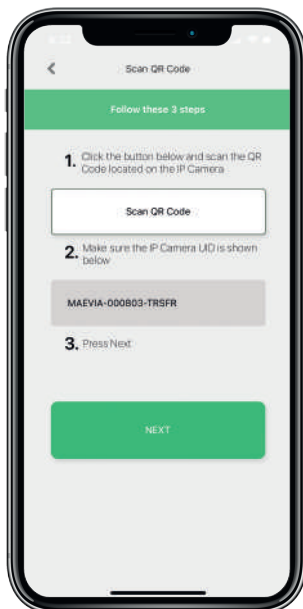 Scan QR Code
Follow these 3 steps
1. Click the button below and scan the QR
Code located on the IP Camera
Scan QR Code
2. Make sure the IP Camera UID is shown
below
MAEVIA-000803-TRSFR
3. Press Next
NEXT